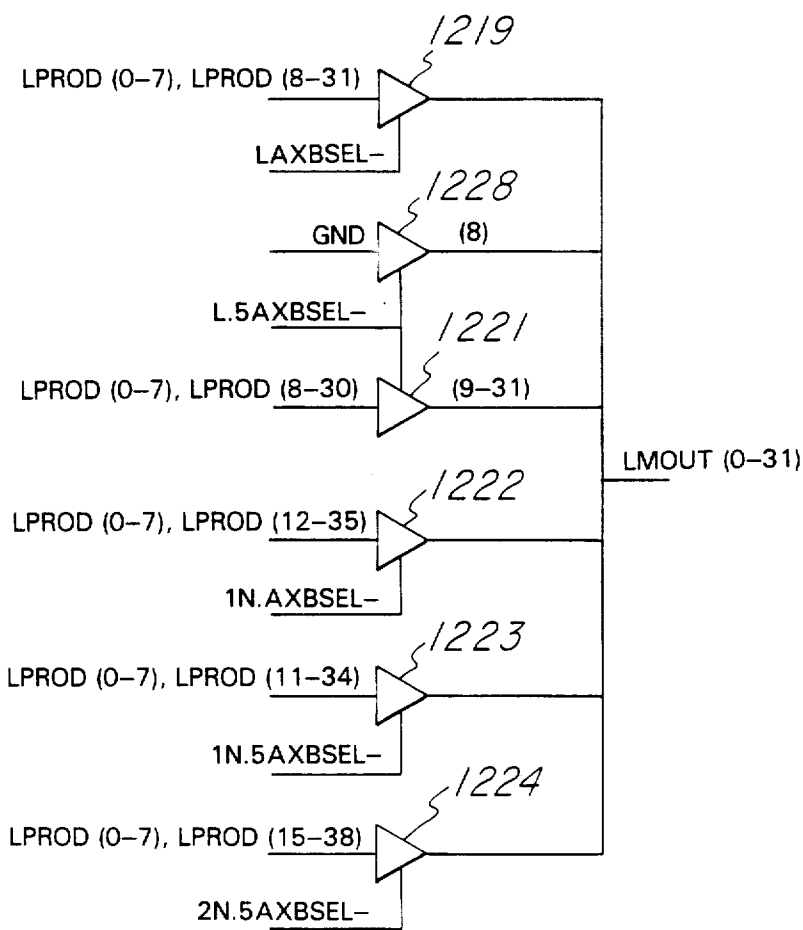 1219
LPROD (0–7), LPROD (8–31)
LAXBSEL–
1228
GND
(8)
L.5AXBSEL–
1221
LPROD (0–7), LPROD (8–30)
(9–31)
LMOUT (0–31)
1222
LPROD (0–7), LPROD (12–35)
1N.AXBSEL–
1223
LPROD (0–7), LPROD (11–34)
1N.5AXBSEL–
1224
LPROD (0–7), LPROD (15–38)
2N.5AXBSEL–